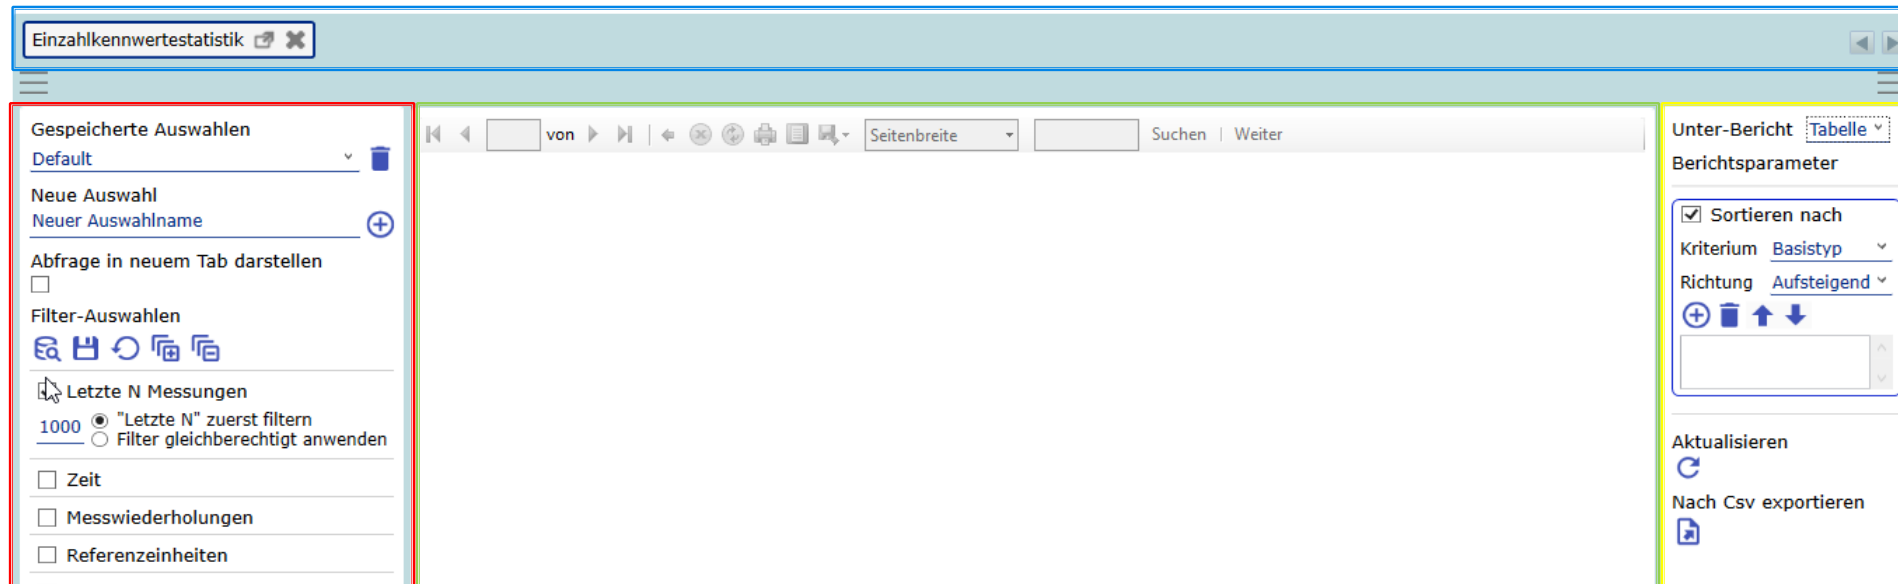 Einzahlkennwertestatistik
Gespeicherte Auswahlen
Default
Neue Auswahl
Neuer Auswahlname
Abfrage in neuem Tab darstellen
Filter-Auswahlen
Letzte N Messungen
1000
"Letzte N" zuerst filtern
Filter gleichberechtigt anwenden
Zeit
Messwiederholungen
Referenzeinheiten
von
Seitenbreite
Suchen | Weiter
Unter-Bericht Tabelle
Berichtsparameter
Sortieren nach
Kriterium Basistyp
Richtung Aufsteigend
Aktualisieren
Nach Csv exportieren